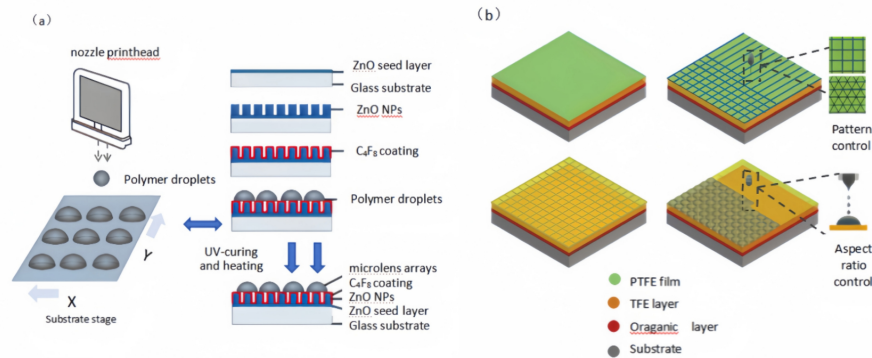 (a)
nozzle printhead
Polymer droplets
X
Y
Substrate stage
ZnO seed layer
Glass substrate
ZnO NPs
C₄F₈ coating
Polymer droplets
UV-curing
and heating
microlens arrays
C₄F₈ coating
ZnO NPs
ZnO seed layer
Glass substrate
(b)
Pattern
control
Aspect
ratio
control
PTFE film
TFE layer
Oraganic layer
Substrate